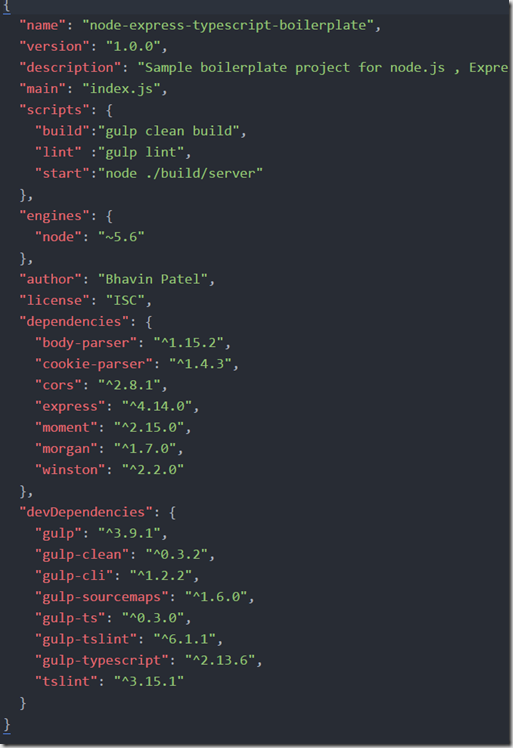 {
  "name": "node-express-typescript-boilerplate",
  "version": "1.0.0",
  "description": "Sample boilerplate project for node.js , Expre
  "main": "index.js",
  "scripts": {
    "build":"gulp clean build",
    "lint" :"gulp lint",
    "start":"node ./build/server"
  },
  "engines": {
    "node": "~5.6"
  },
  "author": "Bhavin Patel",
  "license": "ISC",
  "dependencies": {
    "body-parser": "^1.15.2",
    "cookie-parser": "^1.4.3",
    "cors": "^2.8.1",
    "express": "^4.14.0",
    "moment": "^2.15.0",
    "morgan": "^1.7.0",
    "winston": "^2.2.0"
  },
  "devDependencies": {
    "gulp": "^3.9.1",
    "gulp-clean": "^0.3.2",
    "gulp-cli": "^1.2.2",
    "gulp-sourcemaps": "^1.6.0",
    "gulp-ts": "^0.3.0",
    "gulp-tslint": "^6.1.1",
    "gulp-typescript": "^2.13.6",
    "tslint": "^3.15.1"
  }
}